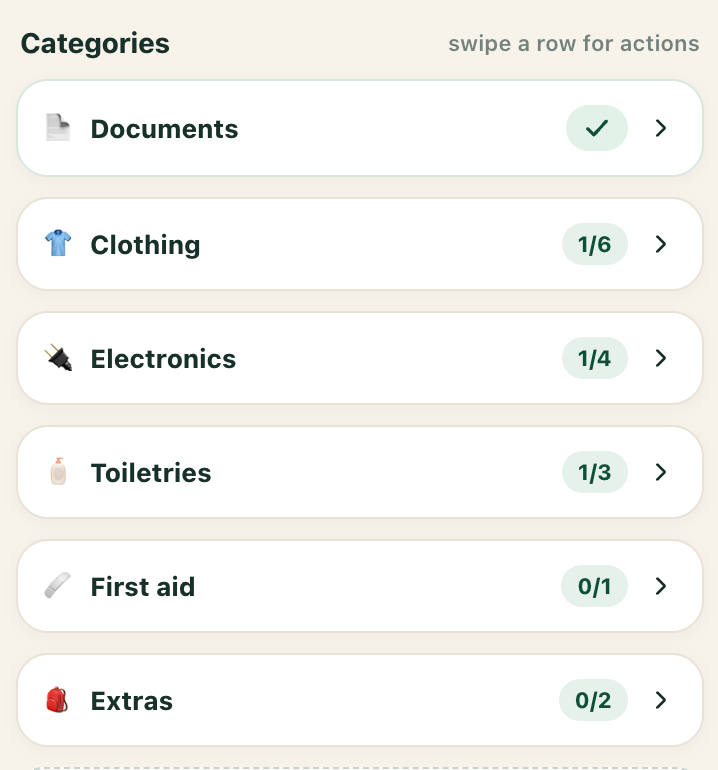 Categories
swipe a row for actions
Documents
Clothing
1/6
Electronics
1/4
Toiletries
1/3
First aid
0/1
Extras
0/2